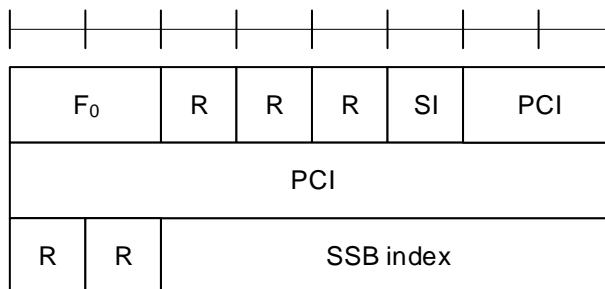 F₀ R R R SI PCI
PCI
R R SSB index